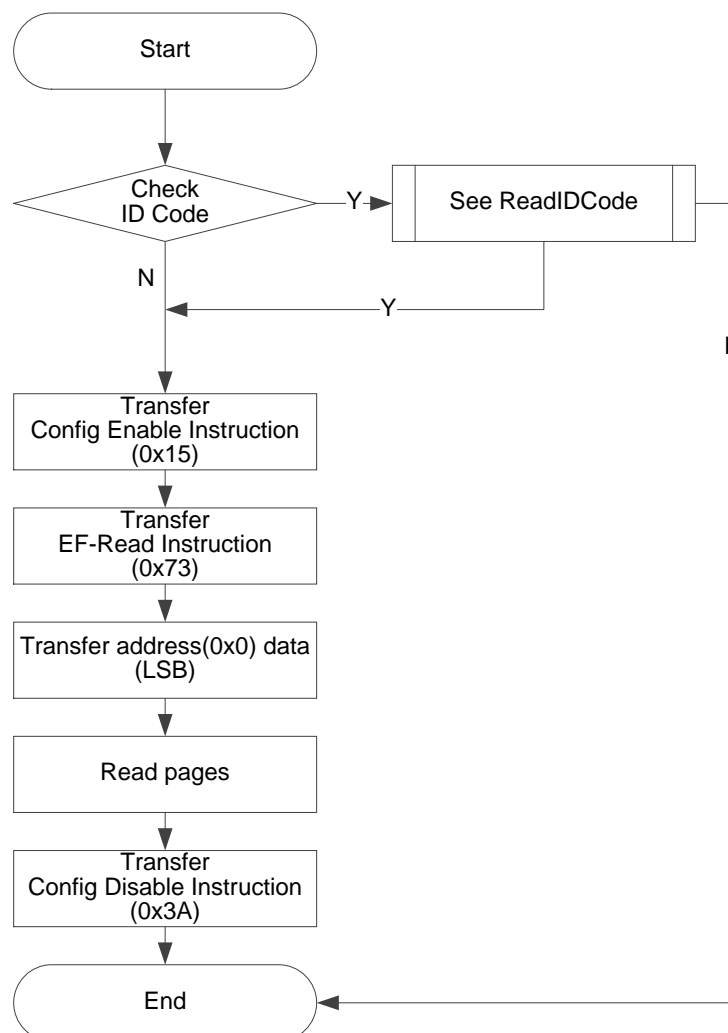 Start
Check
ID Code
Y
See ReadIDCode
N
Y
Transfer
Config Enable Instruction
(0x15)
Transfer
EF-Read Instruction
(0x73)
Transfer address(0x0) data
(LSB)
Read pages
Transfer
Config Disable Instruction
(0x3A)
End